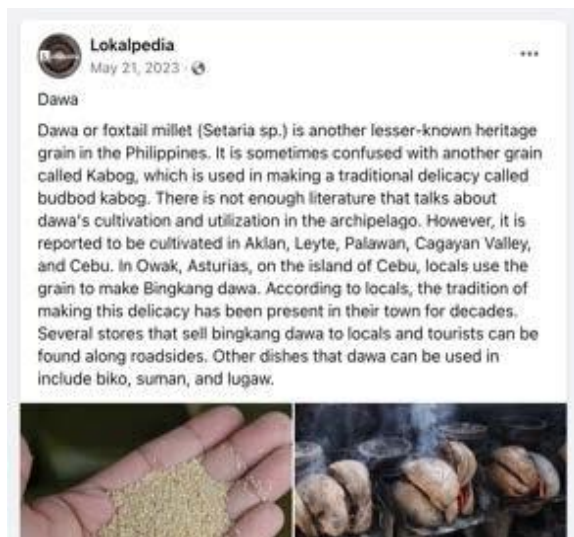 Lokalpedia
May 21, 2023 ·
Dawa
Dawa or foxtail millet (Setaria sp.) is another lesser-known heritage
grain in the Philippines. It is sometimes confused with another grain
called Kabog, which is used in making a traditional delicacy called
budbod kabog. There is not enough literature that talks about
dawa's cultivation and utilization in the archipelago. However, it is
reported to be cultivated in Aklan, Leyte, Palawan, Cagayan Valley,
and Cebu. In Owak, Asturias, on the island of Cebu, locals use the
grain to make Bingkang dawa. According to locals, the tradition of
making this delicacy has been present in their town for decades.
Several stores that sell bingkang dawa to locals and tourists can be
found along roadsides. Other dishes that dawa can be used in
include biko, suman, and lugaw.